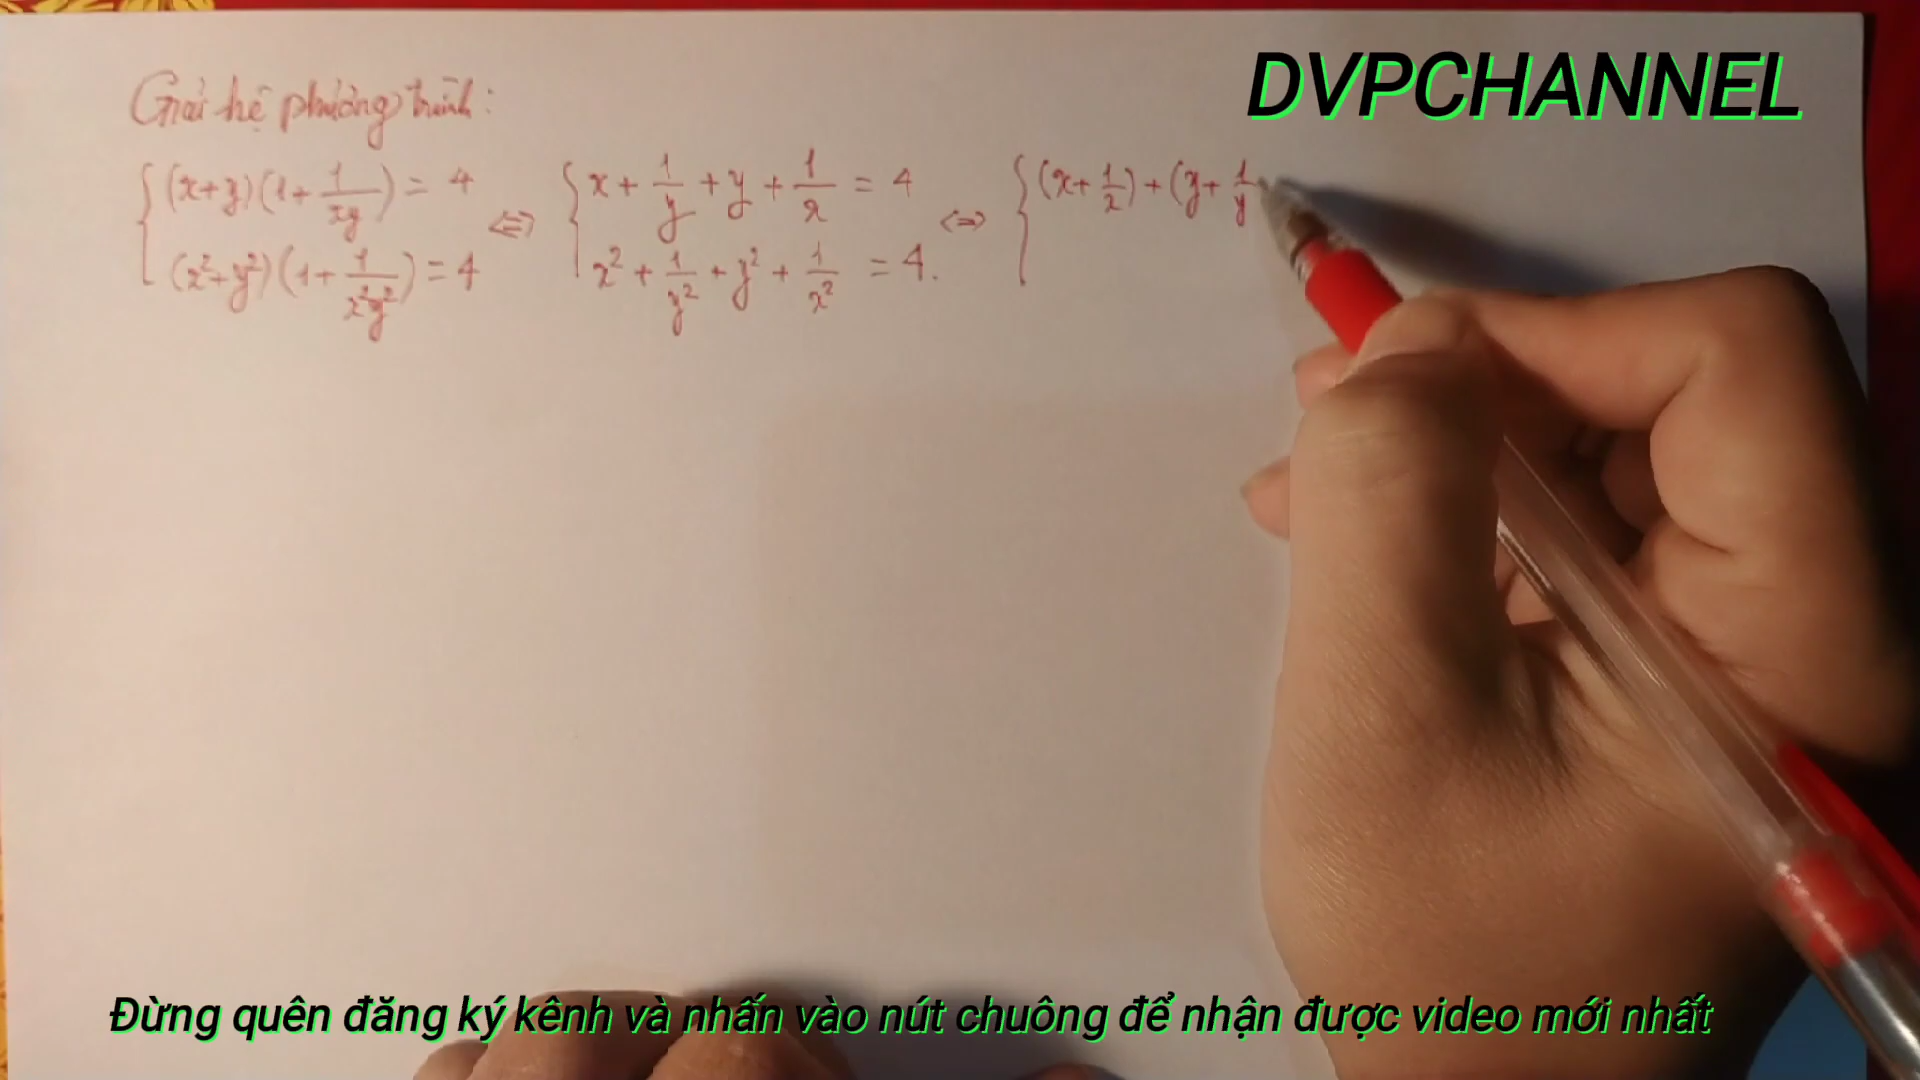 DVPCHANNEL
Giải hệ phương trình:
(x+y)(1+1/xy) = 4 ⇔ x + 1/y + y + 1/x = 4 ⇔ (x+1/x)+(y+1/y
(x²+y²)(1+1/x²y²) = 4 x² + 1/y² + y² + 1/x² = 4.
Đừng quên đăng ký kênh và nhấn vào nút chuông để nhận được video mới nhất